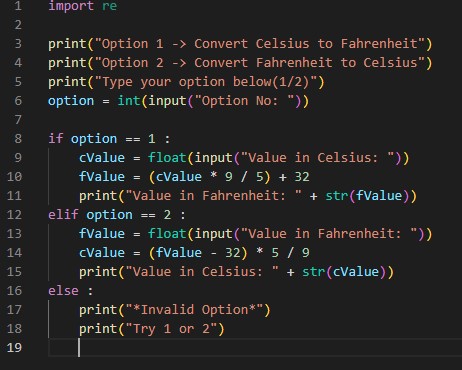 1 import re
2
3 print("Option 1 -> Convert Celsius to Fahrenheit")
4 print("Option 2 -> Convert Fahrenheit to Celsius")
5 print("Type your option below(1/2)")
6 option = int(input("Option No: "))
7
8 if option == 1 :
9     cValue = float(input("Value in Celsius: "))
10     fValue = (cValue * 9 / 5) + 32
11     print("Value in Fahrenheit: " + str(fValue))
12 elif option == 2 :
13     fValue = float(input("Value in Fahrenheit: "))
14     cValue = (fValue - 32) * 5 / 9
15     print("Value in Celsius: " + str(cValue))
16 else :
17     print("*Invalid Option*")
18     print("Try 1 or 2")
19